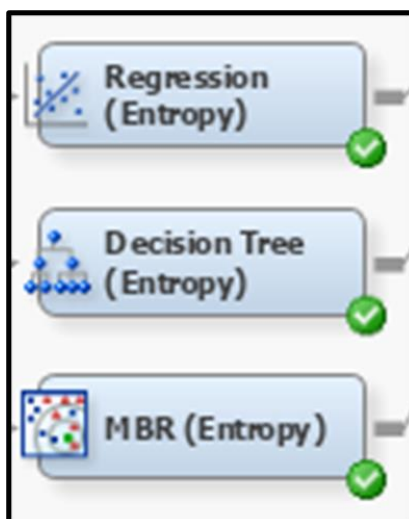 Regression
(Entropy)
Decision Tree
(Entropy)
MBR (Entropy)